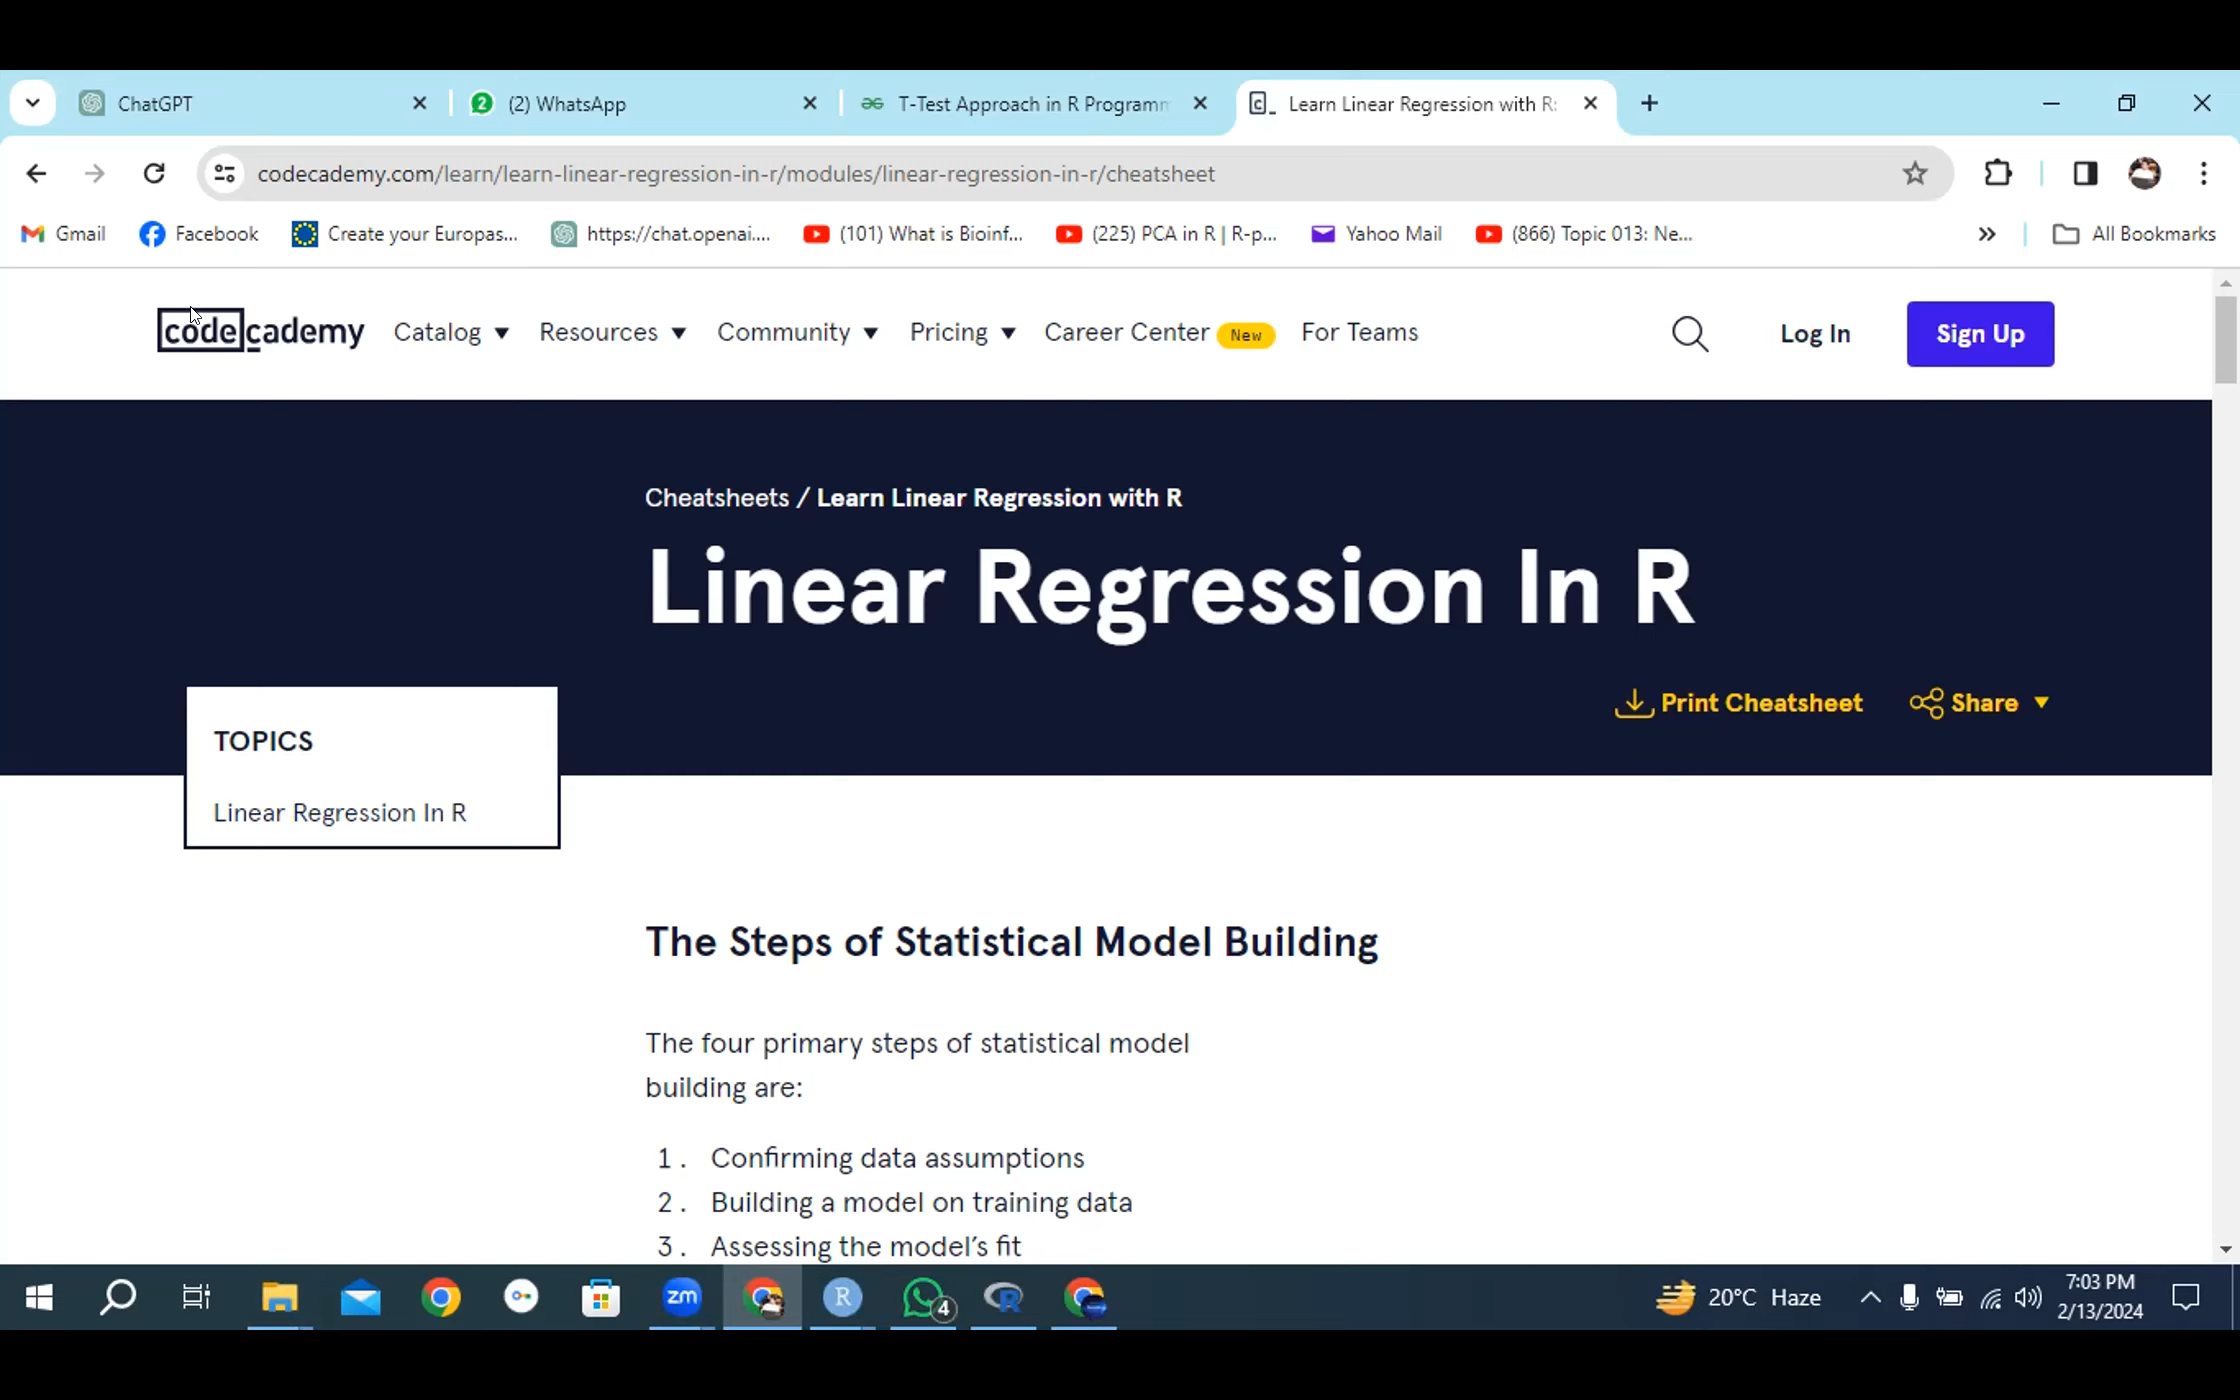 ChatGPT
2 (2) WhatsApp
T-Test Approach in R Programm
Learn Linear Regression with R:
codecademy.com/learn/learn-linear-regression-in-r/modules/linear-regression-in-r/cheatsheet
Gmail
Facebook
Create your Europas...
https://chat.openai....
(101) What is Bioinf...
(225) PCA in R | R-p...
Yahoo Mail
(866) Topic 013: Ne...
All Bookmarks
codecademy
Catalog
Resources
Community
Pricing
Career Center New
For Teams
Log In
Sign Up
Cheatsheets / Learn Linear Regression with R
Linear Regression In R
Print Cheatsheet
Share
TOPICS
Linear Regression In R
The Steps of Statistical Model Building
The four primary steps of statistical model
building are:
1. Confirming data assumptions
2. Building a model on training data
3. Assessing the model's fit
zm
R
4
R
20°C Haze
7:03 PM
2/13/2024